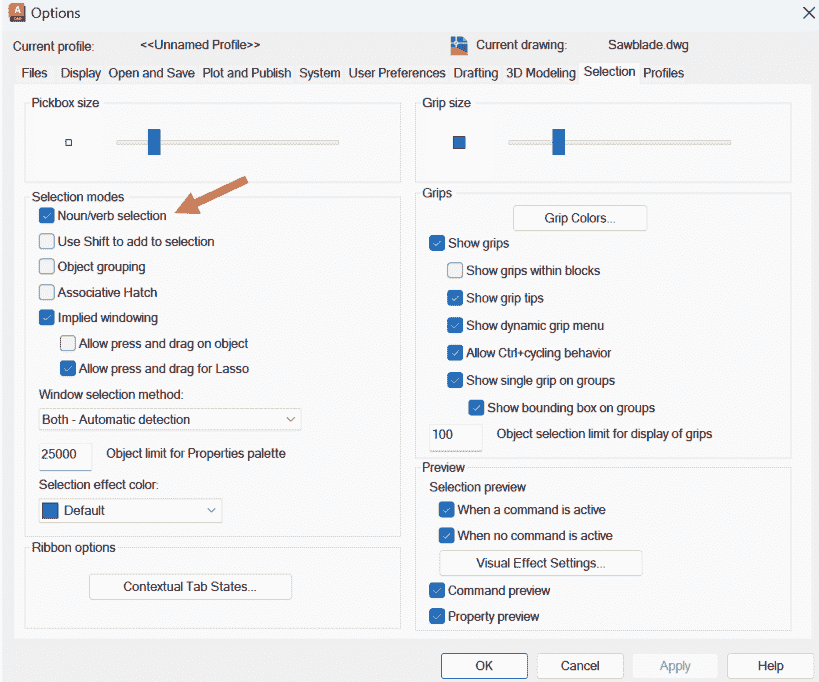 A
CAD
Options
Current profile:
<<Unnamed Profile>>
Current drawing:
Sawblade.dwg
Files Display Open and Save Plot and Publish System User Preferences Drafting 3D Modeling Selection Profiles
Pickbox size
Selection modes
Noun/verb selection
Use Shift to add to selection
Object grouping
Associative Hatch
Implied windowing
Allow press and drag on object
Allow press and drag for Lasso
Window selection method:
Both - Automatic detection
25000 Object limit for Properties palette
Selection effect color:
Default
Ribbon options
Contextual Tab States...
Grip size
Grips
Grip Colors...
Show grips
Show grips within blocks
Show grip tips
Show dynamic grip menu
Allow Ctrl+cycling behavior
Show single grip on groups
Show bounding box on groups
100 Object selection limit for display of grips
Preview
Selection preview
When a command is active
When no command is active
Visual Effect Settings...
Command preview
Property preview
OK Cancel Apply Help